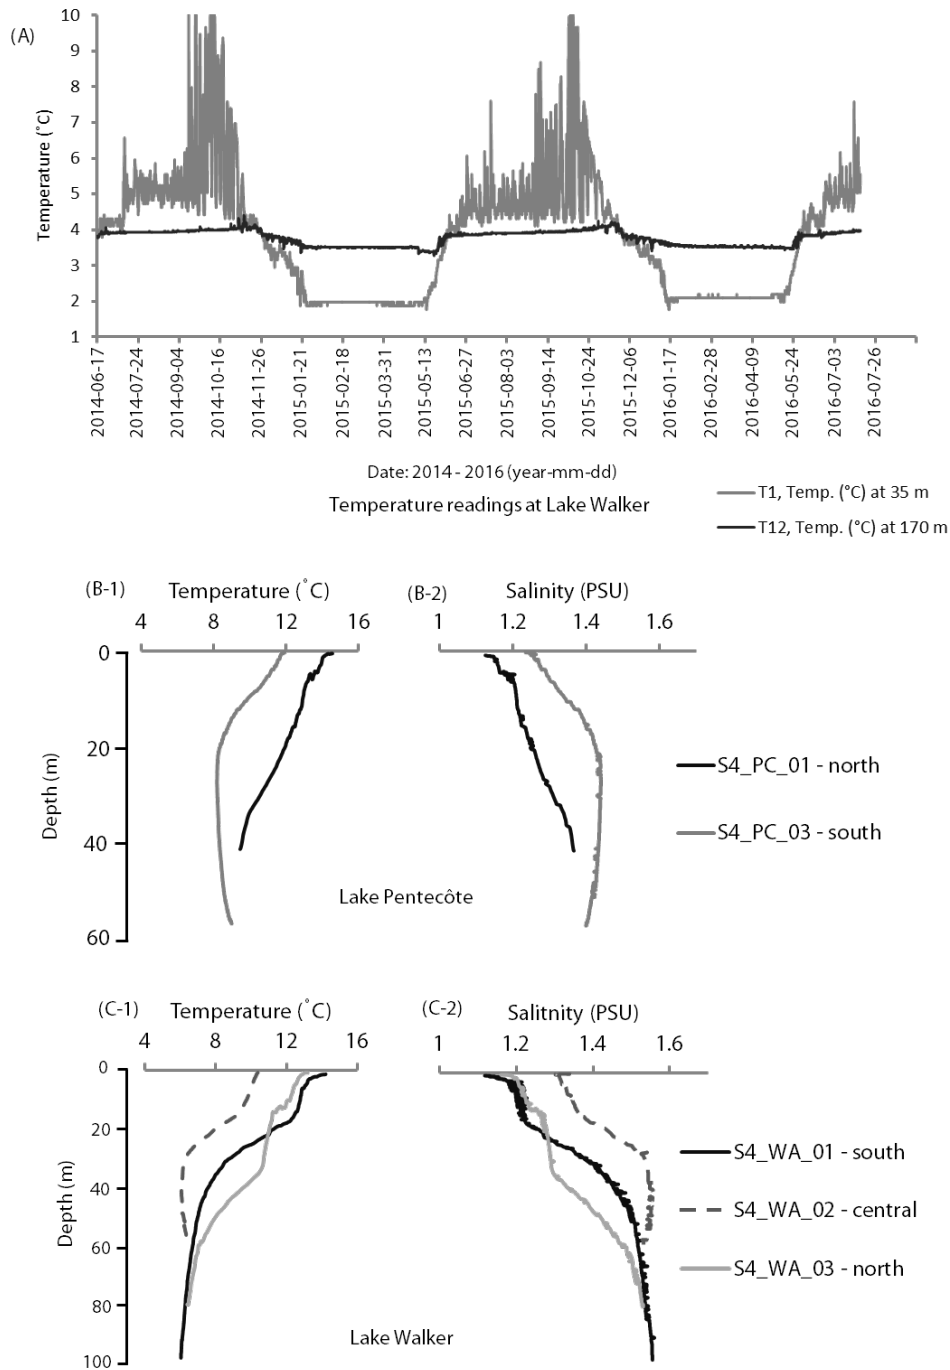 (A)
Temperature (°C)
10
9
8
7
6
5
4
3
2
1
2014-06-17
2014-07-24
2014-09-04
2014-10-16
2014-11-26
2015-01-21
2015-02-18
2015-03-31
2015-05-13
2015-06-27
2015-08-03
2015-09-14
2015-10-24
2015-12-06
2016-01-17
2016-02-28
2016-04-09
2016-05-24
2016-07-03
2016-07-26
Date: 2014 - 2016 (year-mm-dd)
Temperature readings at Lake Walker
T1, Temp. (°C) at 35 m
T12, Temp. (°C) at 170 m
(B-1) Temperature (°C)
4 8 12 16
(B-2) Salinity (PSU)
1 1.2 1.4 1.6
Depth (m)
0
20
40
60
S4_PC_01 - north
S4_PC_03 - south
Lake Pentecôte
(C-1) Temperature (°C)
4 8 12 16
(C-2) Salitnity (PSU)
1 1.2 1.4 1.6
Depth (m)
0
20
40
60
80
100
S4_WA_01 - south
S4_WA_02 - central
S4_WA_03 - north
Lake Walker